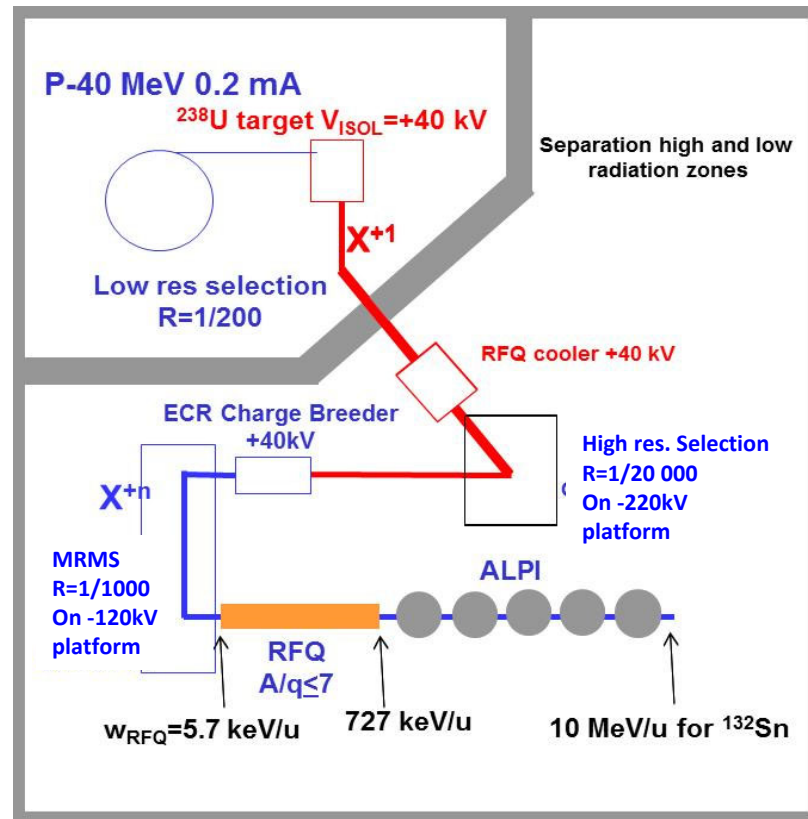 P-40 MeV 0.2 mA
²³⁸U target V_ISOL=+40 kV
Separation high and low
radiation zones
X⁺¹
Low res selection
R=1/200
RFQ cooler +40 kV
ECR Charge Breeder
+40kV
High res. Selection
R=1/20 000
On -220kV
platform
X⁺ⁿ
MRMS
R=1/1000
On -120kV
platform
ALPI
RFQ
A/q≤7
w_RFQ=5.7 keV/u
727 keV/u
10 MeV/u for ¹³²Sn